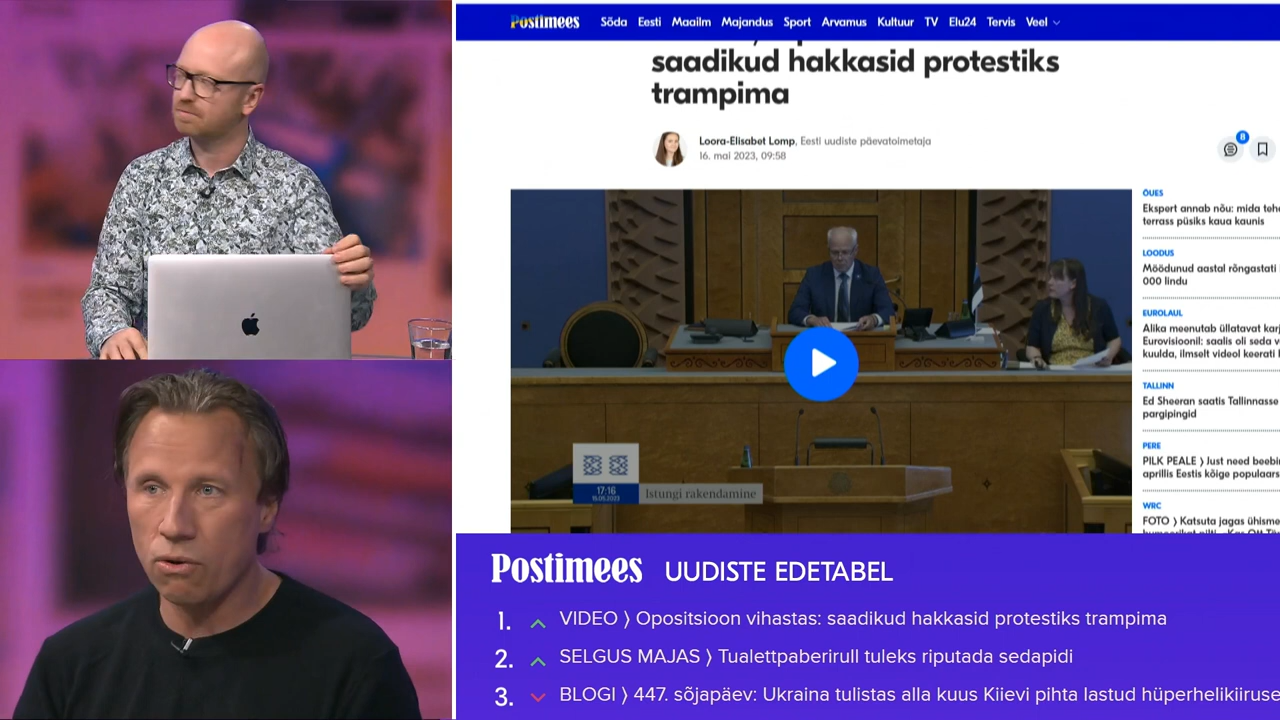 Postimees Sõda Eesti Maailm Majandus Sport Arvamus Kultuur TV Elu24 Tervis Veel
saadikud hakkasid protestiks
trampima
Loora-Elisabet Lomp, Eesti uudiste päevatoimetaja
16. mai 2023, 09:58
8
ÕUES
Ekspert annab nõu: mida
terrass püsiks kaua kaunis
LOODUS
Möödunud aastal rõngastati
000 lindu
EUROLAUL
Alika meenutab üllatavat
Eurovisioonil: saalis oli seda
kuulda, ilmselt videol keerati
TALLINN
Ed Sheeran saatis Tallinnasse
pargipingid
PERE
PILK PEALE ⟩ Just need
aprillis Eestis kõige
WRC
FOTO ⟩ Katsuta jagas
17:16
15.05.2023
Istungi rakendamine
Postimees UUDISTE EDETABEL
1. VIDEO ⟩ Opositsioon vihastas: saadikud hakkasid protestiks trampima
2. SELGUS MAJAS ⟩ Tualettpaberirull tuleks riputada sedapidi
3. BLOGI ⟩ 447. sõjapäev: Ukraina tulistas alla kuus Kiievi pihta lastud hüperhelikiiruse